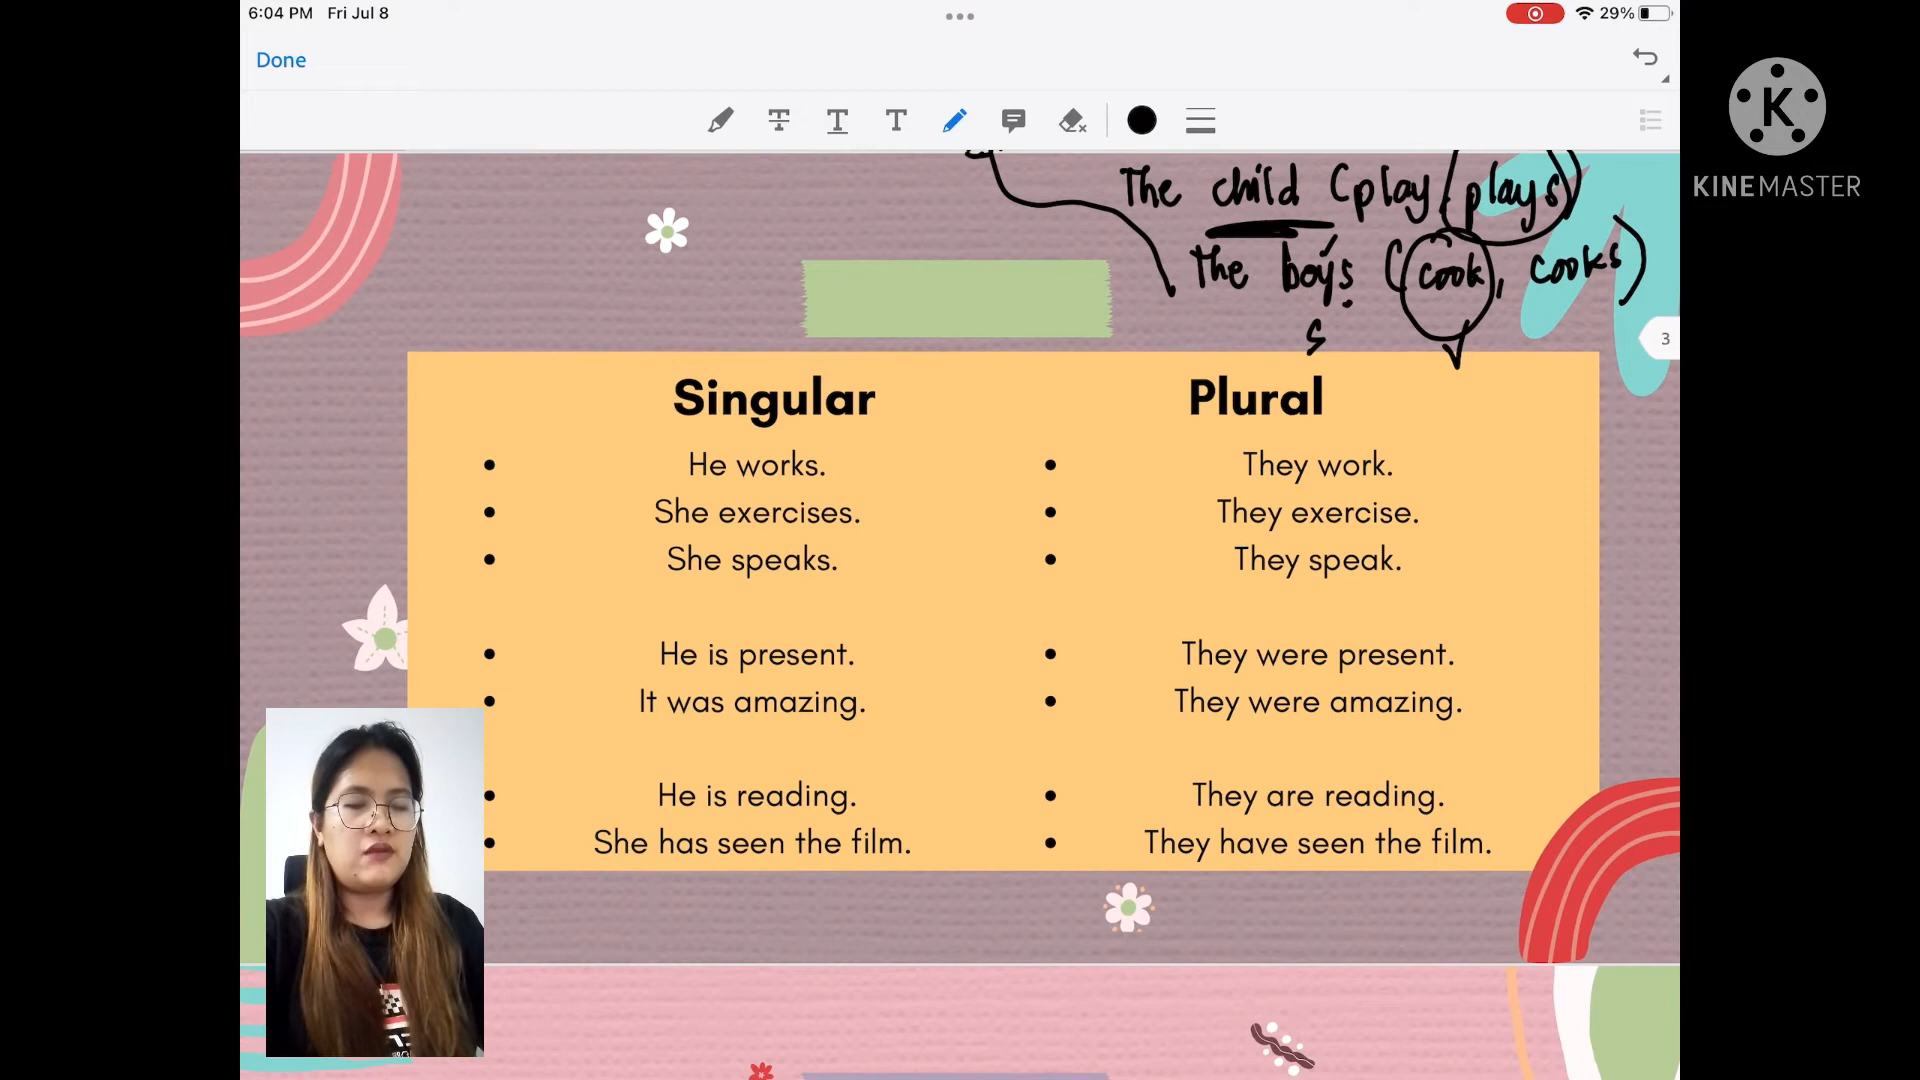 6:04 PM Fri Jul 8
29%
Done
T T T
K
KINEMASTER
The child (play / plays)
The boys (cook, cooks)
s
3
Singular Plural
He works. They work.
She exercises. They exercise.
She speaks. They speak.
He is present. They were present.
It was amazing. They were amazing.
He is reading. They are reading.
She has seen the film. They have seen the film.